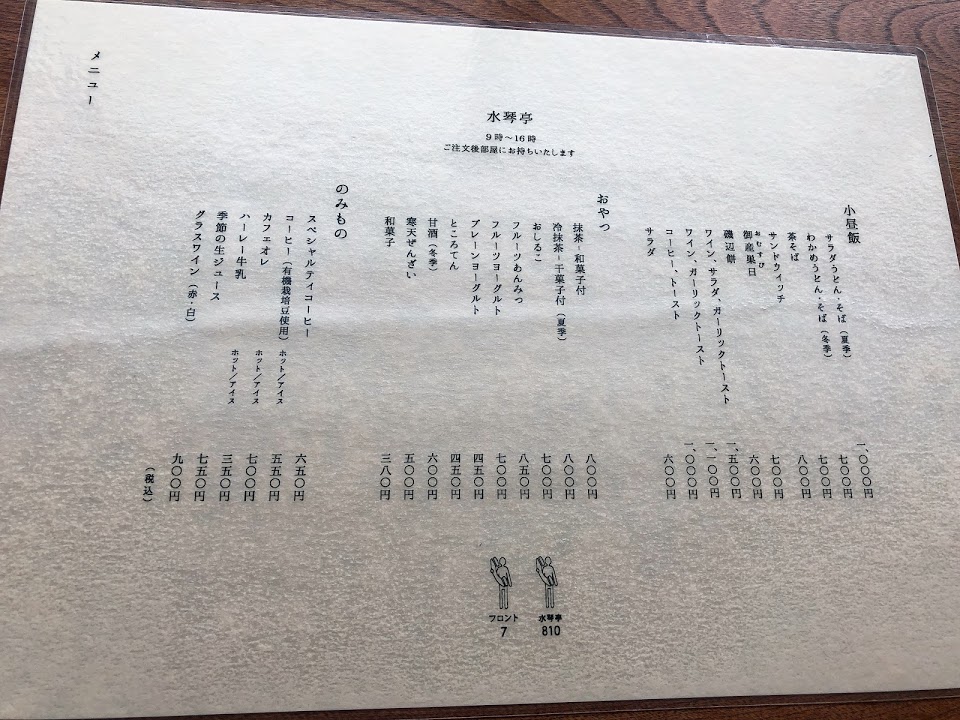 メニュー
水琴亭
9時～16時
ご注文後部屋にお持ちいたします
小昼飯
サラダうどん・そば（夏季） 一、〇〇〇円
わかめうどん・そば（冬季） 七〇〇円
茶そば 七〇〇円
サンドウィッチ 八〇〇円
おむすび
御産巣日 七〇〇円
磯辺餅 六〇〇円
ワイン、サラダ、ガーリックトースト 一、五〇〇円
ワイン、ガーリックトースト 一、一〇〇円
コーヒー、トースト 一、〇〇〇円
サラダ 六〇〇円
おやつ
抹茶‐和菓子付 八〇〇円
冷抹茶‐干菓子付（夏季） 八〇〇円
おしるこ 七〇〇円
フルーツあんみつ 八五〇円
フルーツヨーグルト 七〇〇円
プレーンヨーグルト 四五〇円
ところてん 四五〇円
甘酒（冬季） 六〇〇円
寒天ぜんざい 五〇〇円
和菓子 三八〇円
のみもの
スペシャルティコーヒー 六五〇円
コーヒー（有機栽培豆使用） ホット／アイス 五五〇円
カフェオレ ホット／アイス 七〇〇円
ハーレー牛乳 ホット／アイス 三五〇円
季節の生ジュース 七五〇円
グラスワイン（赤・白） 九〇〇円
（税込）
フロント
7
水琴亭
810